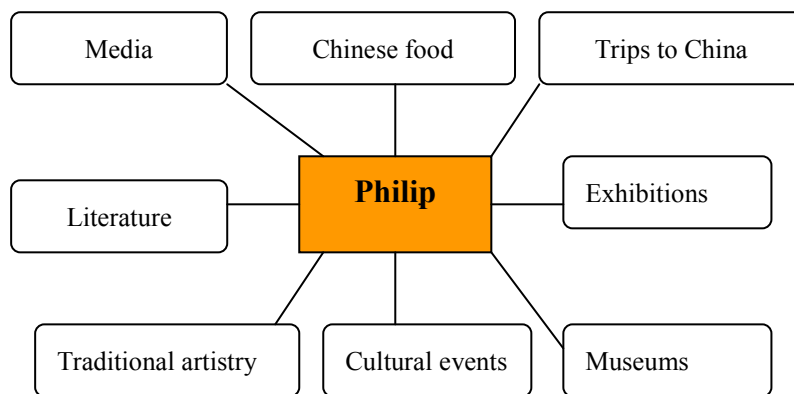 Media
Chinese food
Trips to China
Philip
Literature
Exhibitions
Traditional artistry
Cultural events
Museums